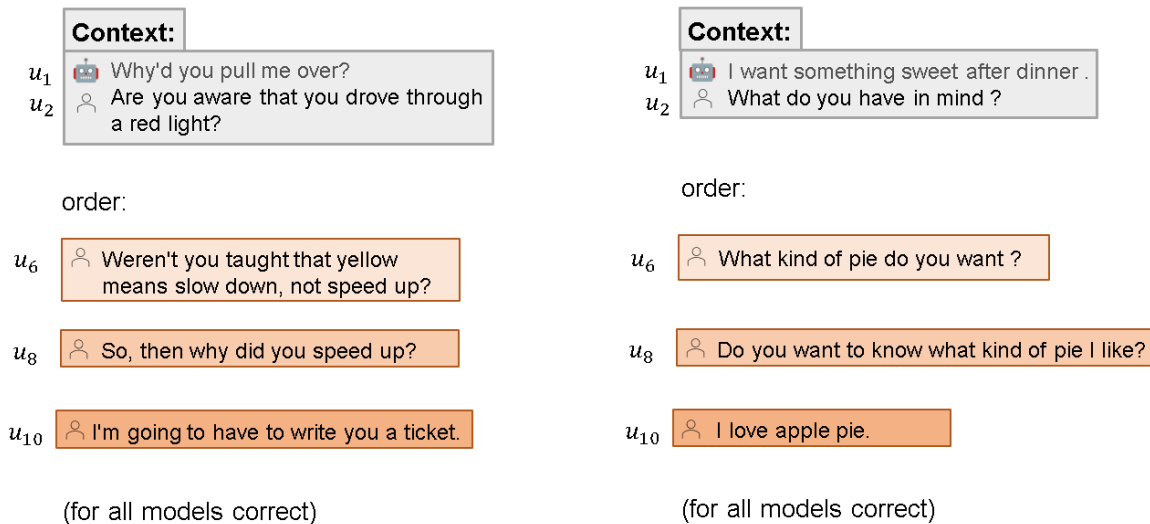 Context:
u₁ Why'd you pull me over?
u₂ Are you aware that you drove through
a red light?
order:
u₆ Weren't you taught that yellow
means slow down, not speed up?
u₈ So, then why did you speed up?
u₁₀ I'm going to have to write you a ticket.
(for all models correct)
Context:
u₁ I want something sweet after dinner .
u₂ What do you have in mind ?
order:
u₆ What kind of pie do you want ?
u₈ Do you want to know what kind of pie I like?
u₁₀ I love apple pie.
(for all models correct)